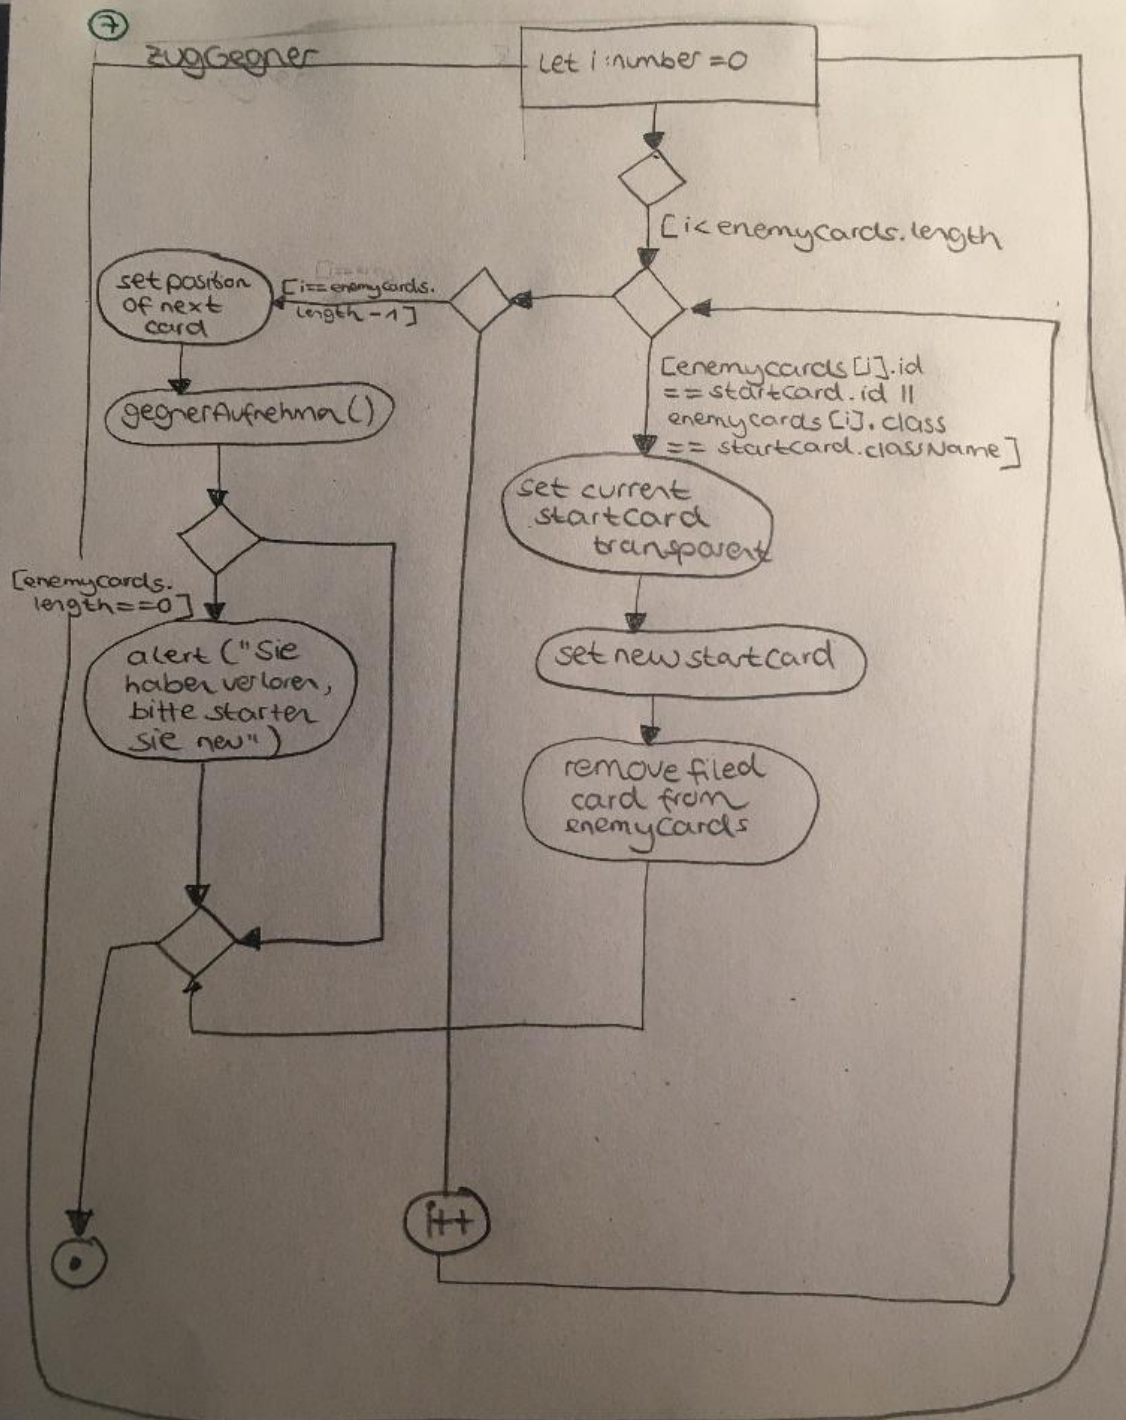 7
zugGegner
Let i:number = 0
[i< enemycards.length
set position
of next
card
[i== enemycards.
length -1]
[enemycards[i].id
== startcard.id ||
enemycards[i].class
== startcard.className]
gegnerAufnehmen()
set current
startcard
transparent
[enemycards.
length==0]
alert ("Sie
haben verloren,
bitte starten
Sie neu")
set new startcard
remove filed
card from
enemycards
i++